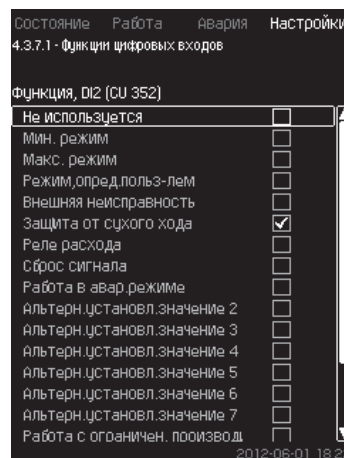 Состояние Работа Авария Настройки
4.3.7.1 - Функции цифровых входов
Функция, DI2 (CU 352)
Не используется
Мин. режим
Макс. режим
Режим,опред.польз-лем
Внешняя неисправность
Защита от сухого хода
Реле расхода
Сброс сигнала
Работа в авар.режиме
Альтерн.установл.значение 2
Альтерн.установл.значение 3
Альтерн.установл.значение 4
Альтерн.установл.значение 5
Альтерн.установл.значение 6
Альтерн.установл.значение 7
Работа с ограничен. производ
2012-06-01 18:2